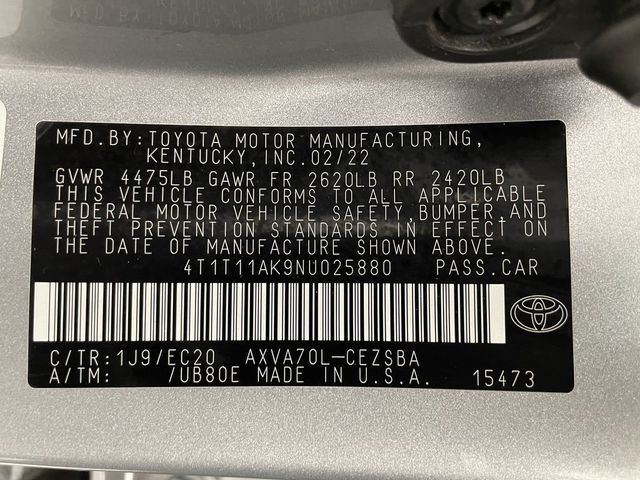 MFD.BY:TOYOTA MOTOR MANUFACTURING,
KENTUCKY,INC.02/22
GVWR 4475LB GAWR FR 2620LB RR 2420LB
THIS VEHICLE CONFORMS TO ALL APPLICABLE
FEDERAL MOTOR VEHICLE SAFETY,BUMPER,AND
THEFT PREVENTION STANDARDS IN EFFECT ON
THE DATE OF MANUFACTURE SHOWN ABOVE.
4T1T11AK9NU025880 PASS.CAR
C/TR:1J9/EC20 AXVA70L-CEZSBA
A/TM: /UB80E MADE IN U.S.A. 15473